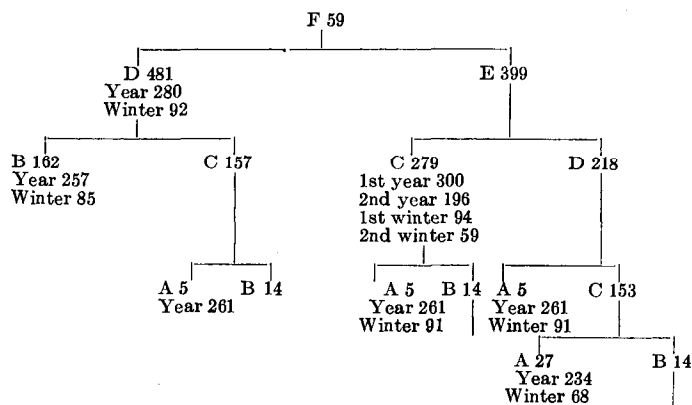 F 59
D 481
Year 280
Winter 92
E 399
B 162
Year 257
Winter 85
C 157
C 279
1st year 300
2nd year 196
1st winter 94
2nd winter 59
D 218
A 5
Year 261
B 14
A 5
Year 261
Winter 91
B 14
A 5
Year 261
Winter 91
C 153
A 27
Year 234
Winter 68
B 14